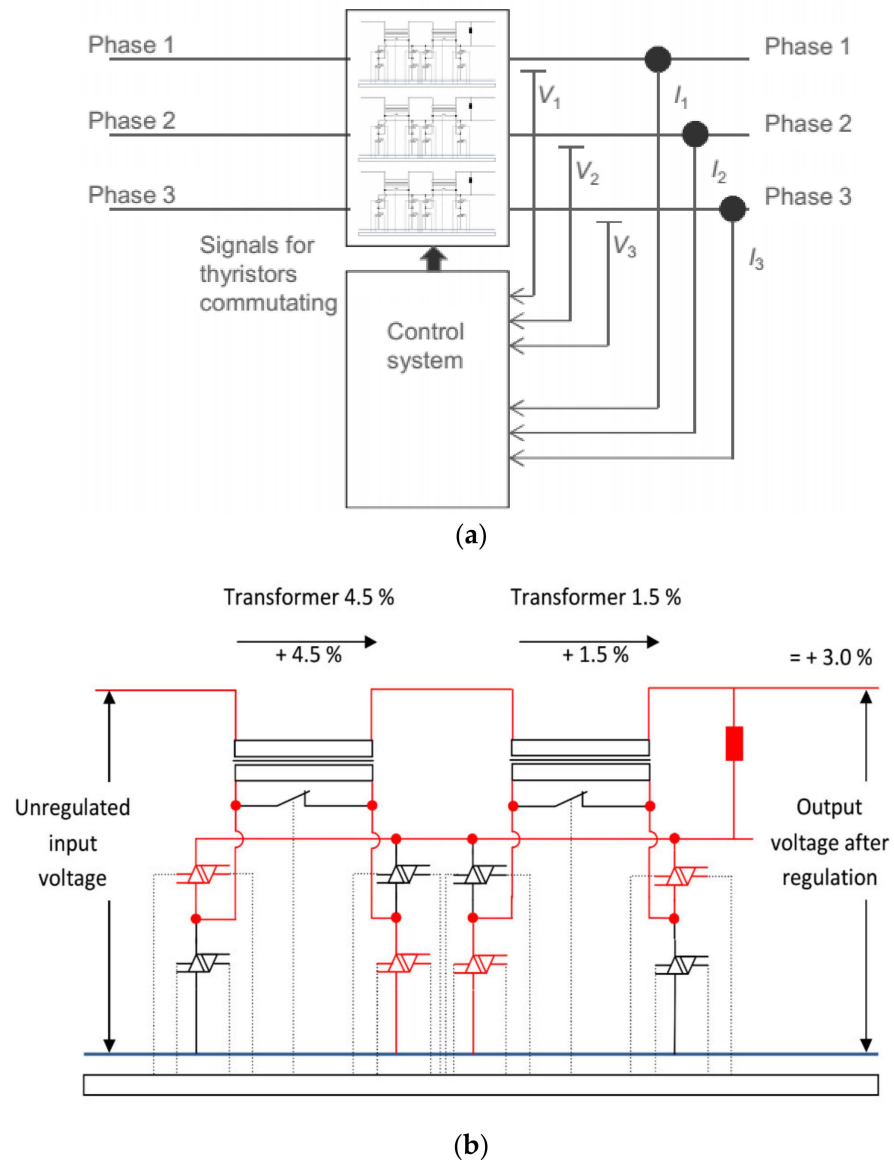 Phase 1
Phase 1
V1
I1
Phase 2
Phase 2
V2
I2
Phase 3
Phase 3
V3
I3
Signals for
thyristors
commutating
Control
system
(a)
Transformer 4.5 %
Transformer 1.5 %
+ 4.5 %
+ 1.5 %
= + 3.0 %
Unregulated
input
voltage
Output
voltage after
regulation
(b)